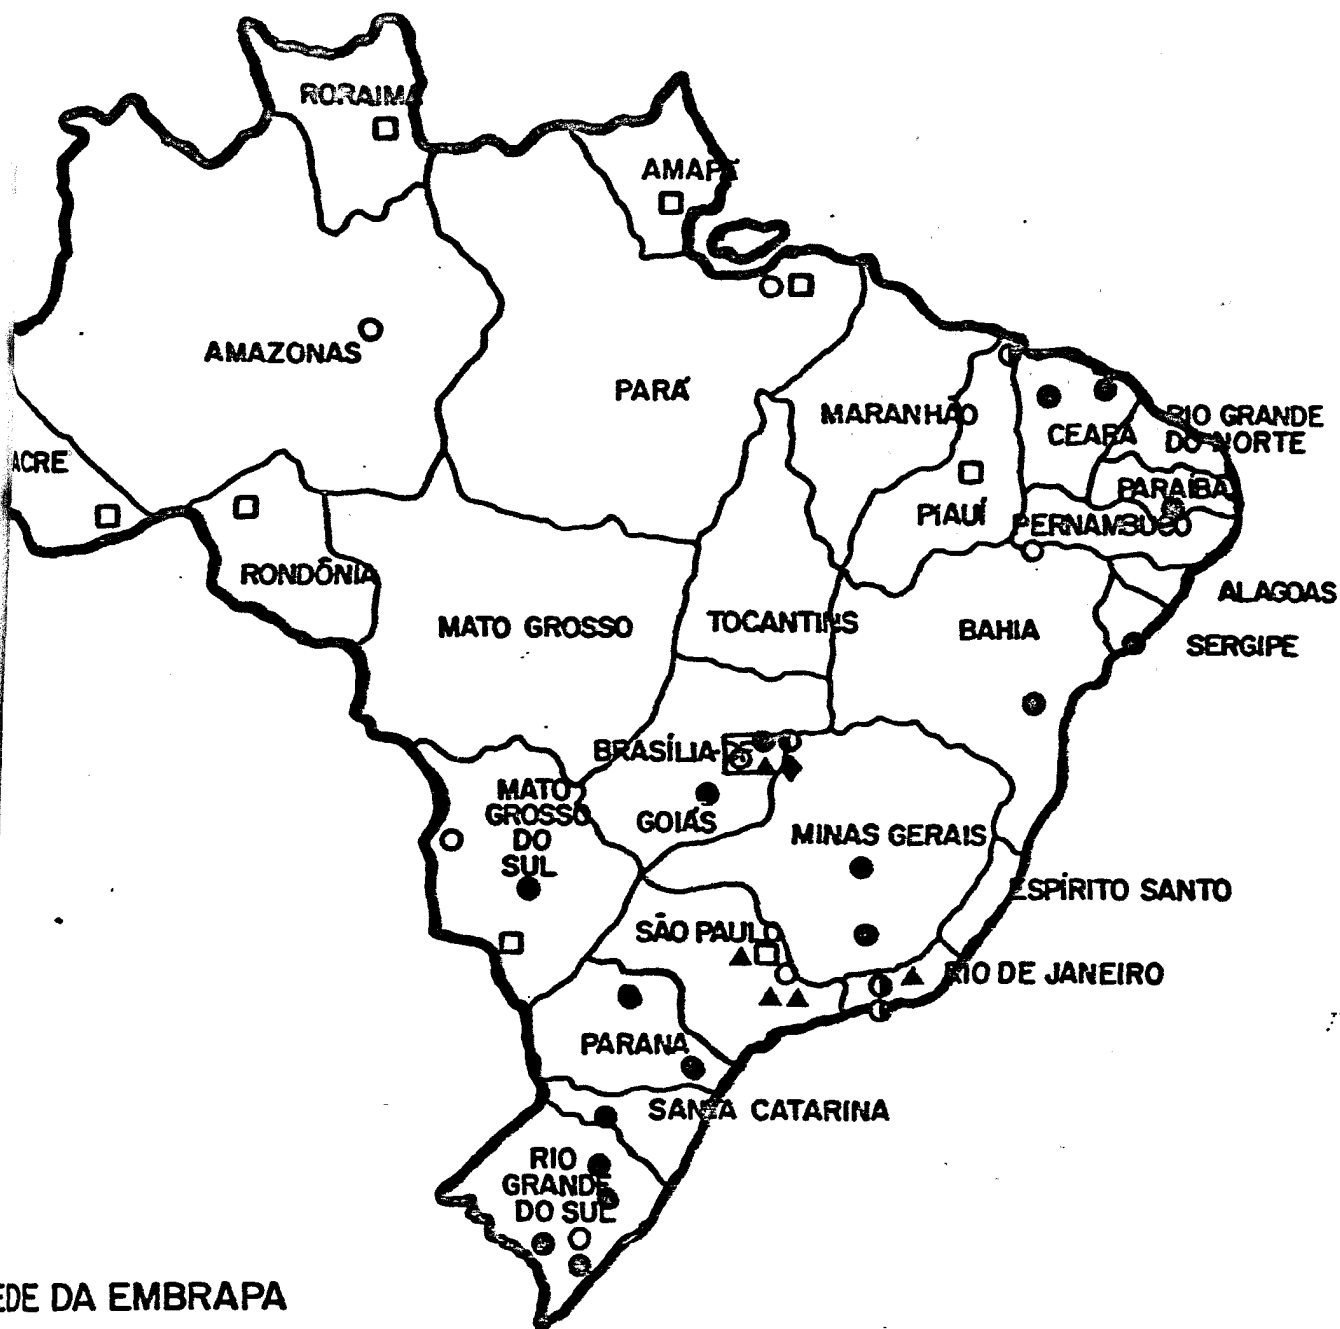 RORAIMA
AMAPÁ
AMAZONAS
PARÁ
MARANHÃO
CEARÁ
RIO GRANDE
DO NORTE
ACRE
PARAÍBA
PIAUÍ
PERNAMBUCO
RONDÔNIA
ALAGOAS
MATO GROSSO
TOCANTINS
BAHIA
SERGIPE
BRASÍLIA-DF
MATO
GROSSO
DO
SUL
GOIÁS
MINAS GERAIS
ESPÍRITO SANTO
SÃO PAULO
RIO DE JANEIRO
PARANA
SANTA CATARINA
RIO
GRANDE
DO SUL
EDE DA EMBRAPA